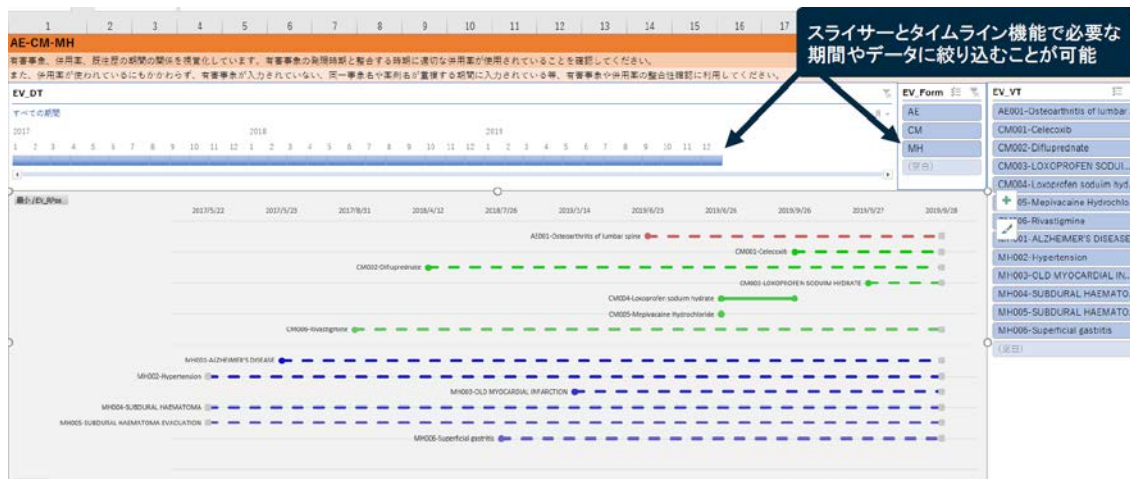 1 2 3 4 5 6 7 8 9 10 11 12 13 14 15 16 17
スライサーとタイムライン機能で必要な
期間やデータに絞り込むことが可能
AE-CM-MH
有害事象、併用薬、既往歴の期間の関係を視覚化しています。有害事象の発現時期と整合する時期に適切な併用薬が使用されていることを確認してください。
また、併用薬が使われているにもかかわらず、有害事象が入力されていない、同一事象名や薬剤名が重複する期間に入力されている等、有害事象や併用薬の整合性確認に利用してください。
EV_DT
すべての期間
2017 2018 2019
1 2 3 4 5 6 7 8 9 10 11 12 1 2 3 4 5 6 7 8 9 10 11 12 1 2 3 4 5 6 7 8 9 10 11 12
EV_Form
AE
CM
MH
(空白)
EV_VT
AE001-Osteoarthritis of lumbar
CM001-Celecoxib
CM002-Difluprednate
CM003-LOXOPROFEN SODUI...
CM004-Loxoprofen soduim hyd...
05-Mepivacaine Hydrochlo...
06-Rivastigmine
01-ALZHEIMER'S DISEASE
MH002-Hypertension
MH003-OLD MYOCARDIAL IN...
MH004-SUBDURAL HAEMATO...
MH005-SUBDURAL HAEMATO...
MH006-Superficial gastritis
(空白)
最小/EV_RPos
2017/5/22 2017/5/23 2017/8/31 2018/4/12 2018/7/26 2019/3/14 2019/6/23 2019/6/26 2019/9/26 2019/9/27 2019/9/28
AE001-Osteoarthritis of lumbar spine
CM001-Celecoxib
CM002-Difluprednate
CM003-LOXOPROFEN SODUIM HYDRATE
CM004-Loxoprofen soduim hydrate
CM005-Mepivacaine Hydrochloride
CM006-Rivastigmine
MH001-ALZHEIMER'S DISEASE
MH002-Hypertension
MH003-OLD MYOCARDIAL INFARCTION
MH004-SUBDURAL HAEMATOMA
MH005-SUBDURAL HAEMATOMA EVACUATION
MH006-Superficial gastritis